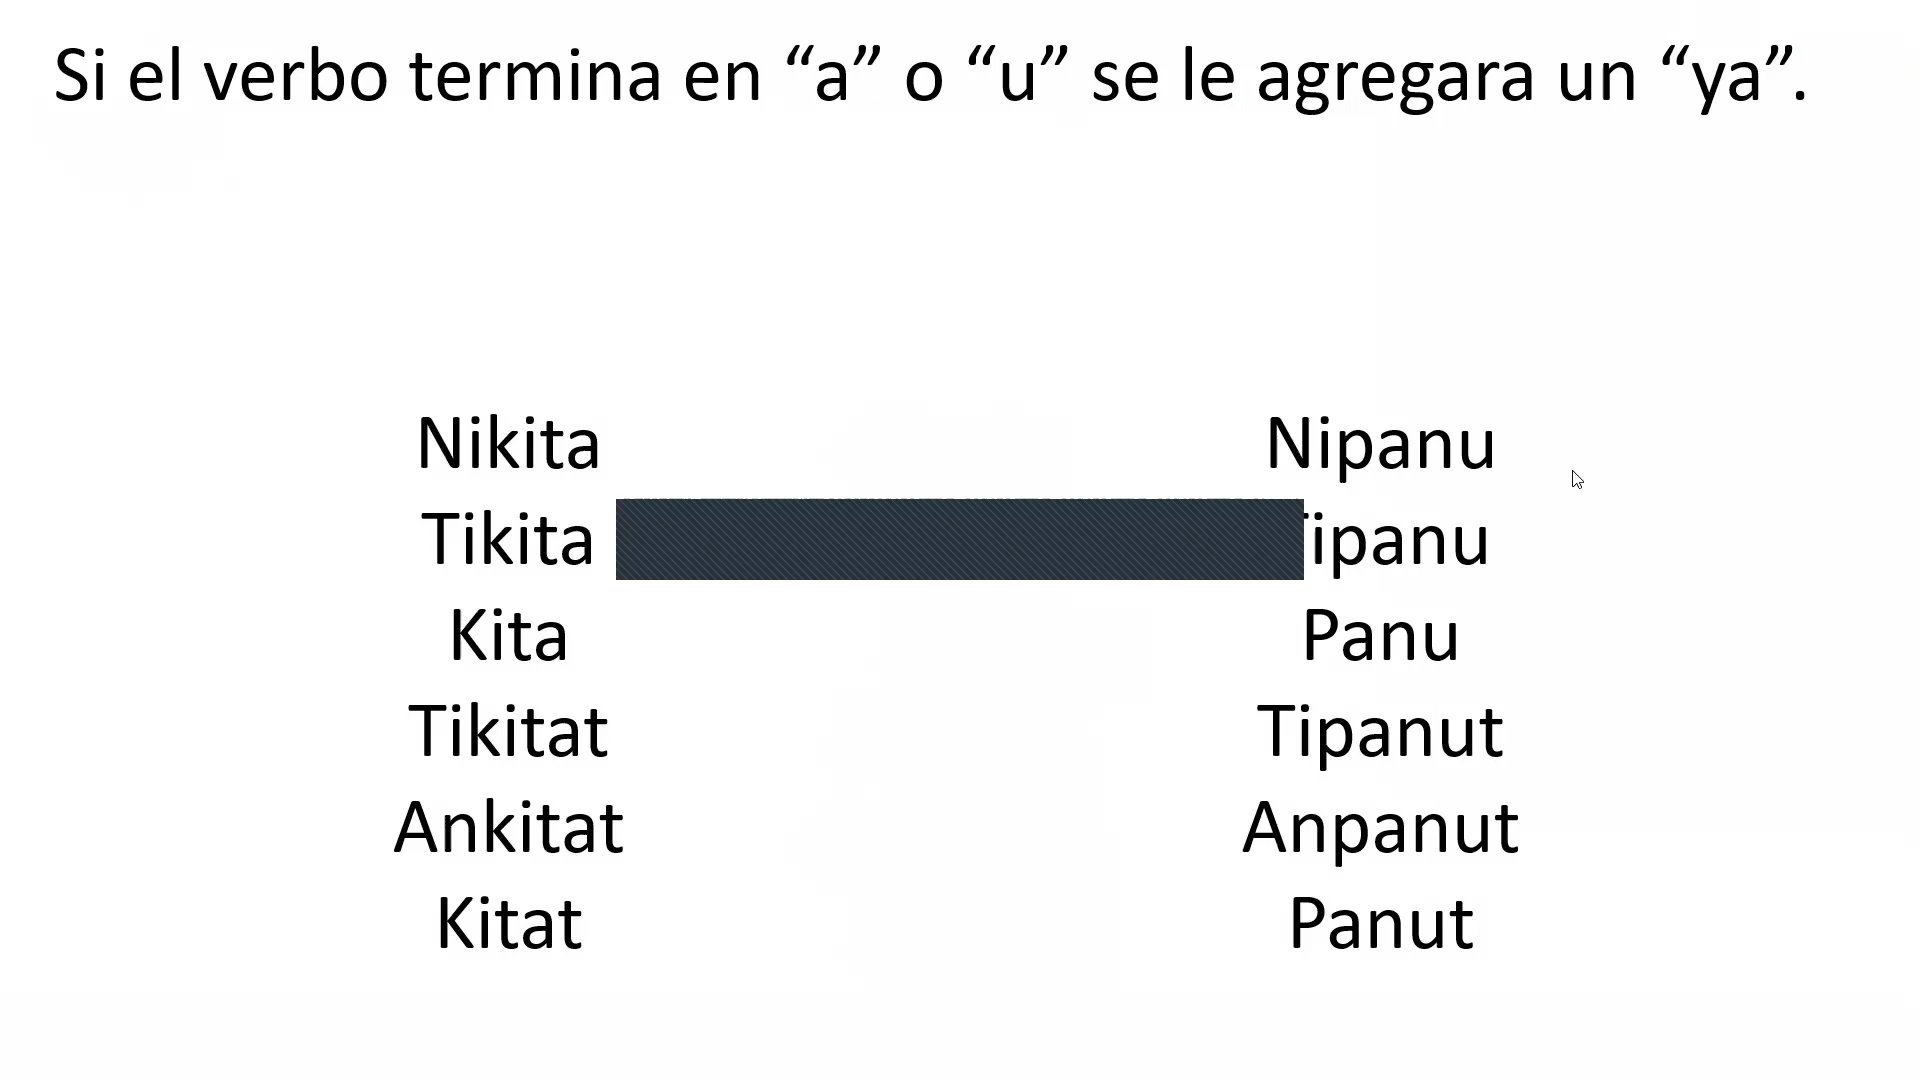 Si el verbo termina en “a” o “u” se le agregara un “ya”.
Nikita
Tikita
Kita
Tikitat
Ankitat
Kitat
Nipanu
Panu
Tipanut
Anpanut
Panut